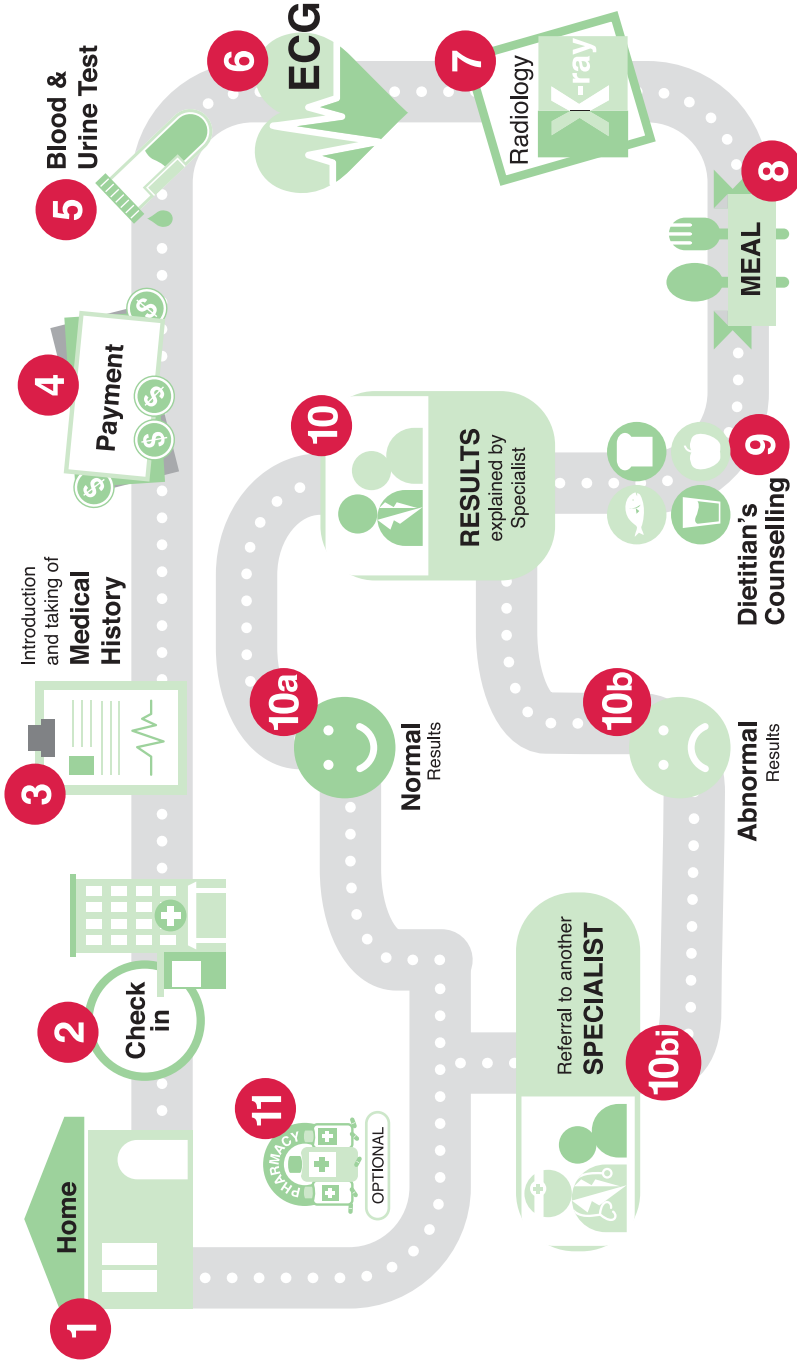 1
Home
2
Check
in
3
Introduction
and taking of
Medical
History
4
Payment
$
$
$
$
5
Blood &
Urine Test
6
ECG
7
Radiology
X-ray
8
MEAL
9
Dietitian's
Counselling
10
RESULTS
explained by
Specialist
10a
Normal
Results
10b
Abnormal
Results
10bi
Referral to another
SPECIALIST
11
PHARMACY
OPTIONAL